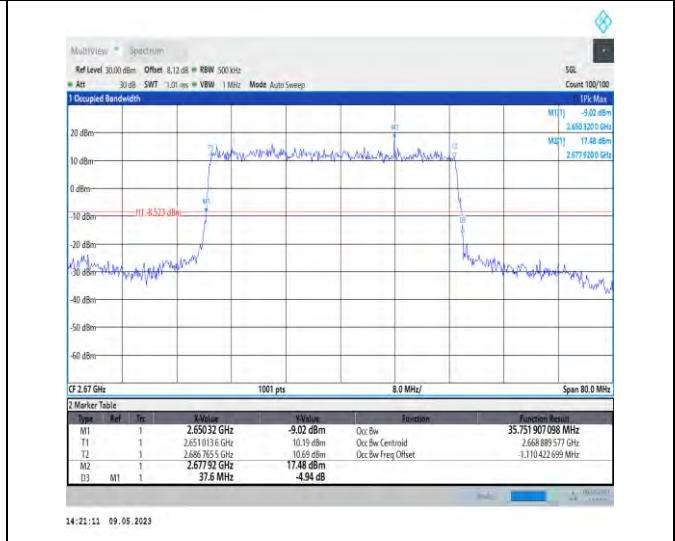 MultiView Spectrum
Ref Level 30.00 dBm Offset 8.12 dB RBW 500 kHz SGL
Att 30 dB SWT 1.01 ms VBW 1 MHz Mode Auto Sweep Count 100/100
1 Occupied Bandwidth 1Pk Max
M1[1] -9.02 dBm
2.650 320 0 GHz
M2[1] 17.48 dBm
2.677 920 0 GHz
20 dBm
M2
T1
T2
10 dBm
0 dBm
M1
H1 -8.523 dBm
-10 dBm
D3
-20 dBm
-30 dBm
-40 dBm
-50 dBm
-60 dBm
CF 2.67 GHz 1001 pts 8.0 MHz/ Span 80.0 MHz
2 Marker Table
Type Ref Trc X-Value Y-Value Function Function Result
M1 1 2.65032 GHz -9.02 dBm Occ Bw 35.751 907 098 MHz
T1 1 2.651 013 6 GHz 10.19 dBm Occ Bw Centroid 2.668 889 577 GHz
T2 1 2.686 765 5 GHz 10.69 dBm Occ Bw Freq Offset -1.110 422 699 MHz
M2 1 2.67792 GHz 17.48 dBm
D3 M1 1 37.6 MHz -4.94 dB
14:21:11 09.05.2023